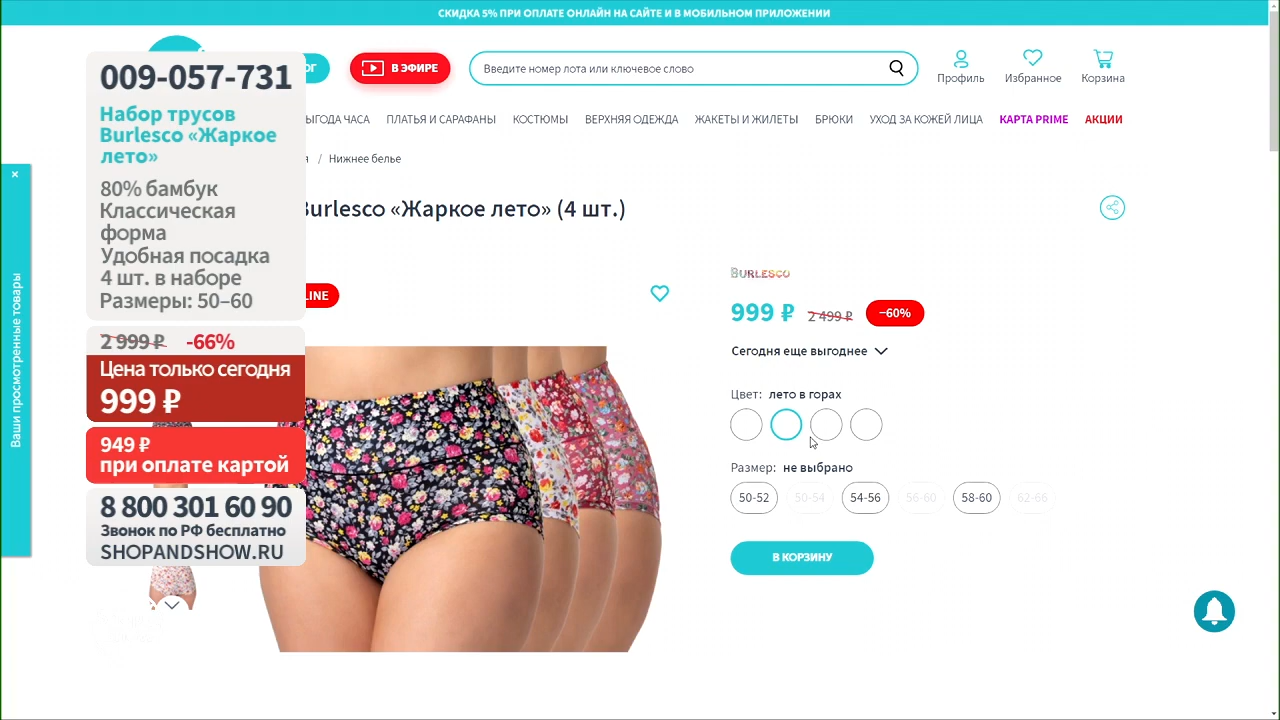 СКИДКА 5% ПРИ ОПЛАТЕ ОНЛАЙН НА САЙТЕ И В МОБИЛЬНОМ ПРИЛОЖЕНИИ
В ЭФИРЕ
Введите номер лота или ключевое слово
Профиль
Избранное
Корзина
ПЛАТЬЯ И САРАФАНЫ
КОСТЮМЫ
ВЕРХНЯЯ ОДЕЖДА
ЖАКЕТЫ И ЖИЛЕТЫ
БРЮКИ
УХОД ЗА КОЖЕЙ ЛИЦА
КАРТА PRIME
АКЦИИ
ЫГОДА ЧАСА
/ Нижнее белье
Burlesco «Жаркое лето» (4 шт.)
009-057-731
Набор трусов
Burlesco «Жаркое
лето»
80% бамбук
Классическая
форма
Удобная посадка
4 шт. в наборе
Размеры: 50–60
2 999 ₽ -66%
Цена только сегодня
999 ₽
949 ₽
при оплате картой
8 800 301 60 90
Звонок по РФ бесплатно
SHOPANDSHOW.RU
Ваши просмотренные товары
LINE
BURLESCO
999 ₽ 2 499 ₽ −60%
Сегодня еще выгоднее
Цвет: лето в горах
Размер: не выбрано
50-52 50-54 54-56 56-60 58-60 62-66
В КОРЗИНУ